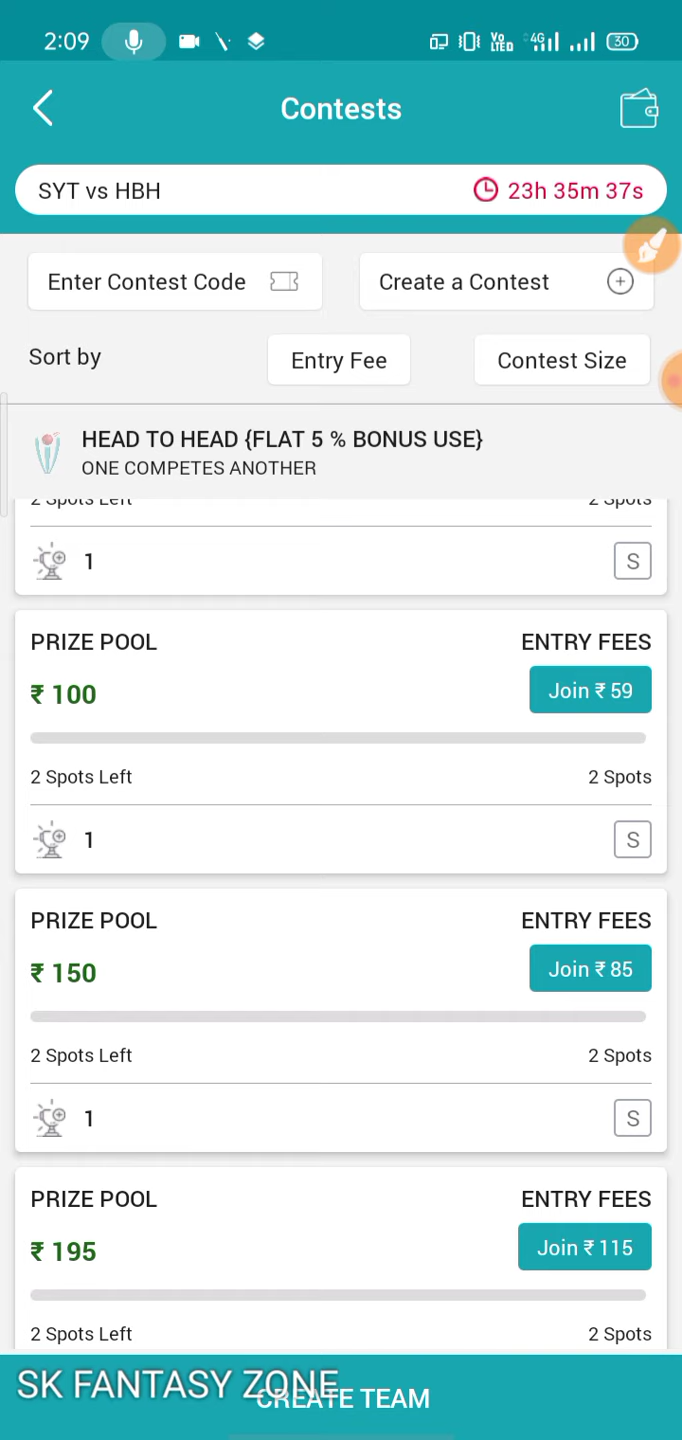 2:09
Vo LTED 4G 30
Contests
SYT vs HBH 23h 35m 37s
Enter Contest Code Create a Contest
Sort by Entry Fee Contest Size
HEAD TO HEAD {FLAT 5 % BONUS USE}
ONE COMPETES ANOTHER
2 Spots Left 2 Spots
1 S
PRIZE POOL ENTRY FEES
₹ 100 Join ₹ 59
2 Spots Left 2 Spots
1 S
PRIZE POOL ENTRY FEES
₹ 150 Join ₹ 85
2 Spots Left 2 Spots
1 S
PRIZE POOL ENTRY FEES
₹ 195 Join ₹ 115
2 Spots Left 2 Spots
SK FANTASY ZONE
CREATE TEAM